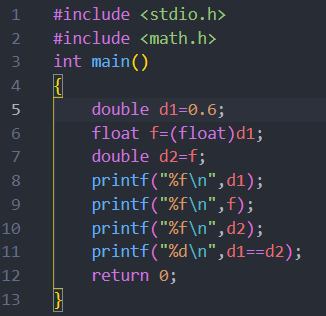 1 #include <stdio.h>
2 #include <math.h>
3 int main()
4 {
5     double d1=0.6;
6     float f=(float)d1;
7     double d2=f;
8     printf("%f\n",d1);
9     printf("%f\n",f);
10     printf("%f\n",d2);
11     printf("%d\n",d1==d2);
12     return 0;
13 }